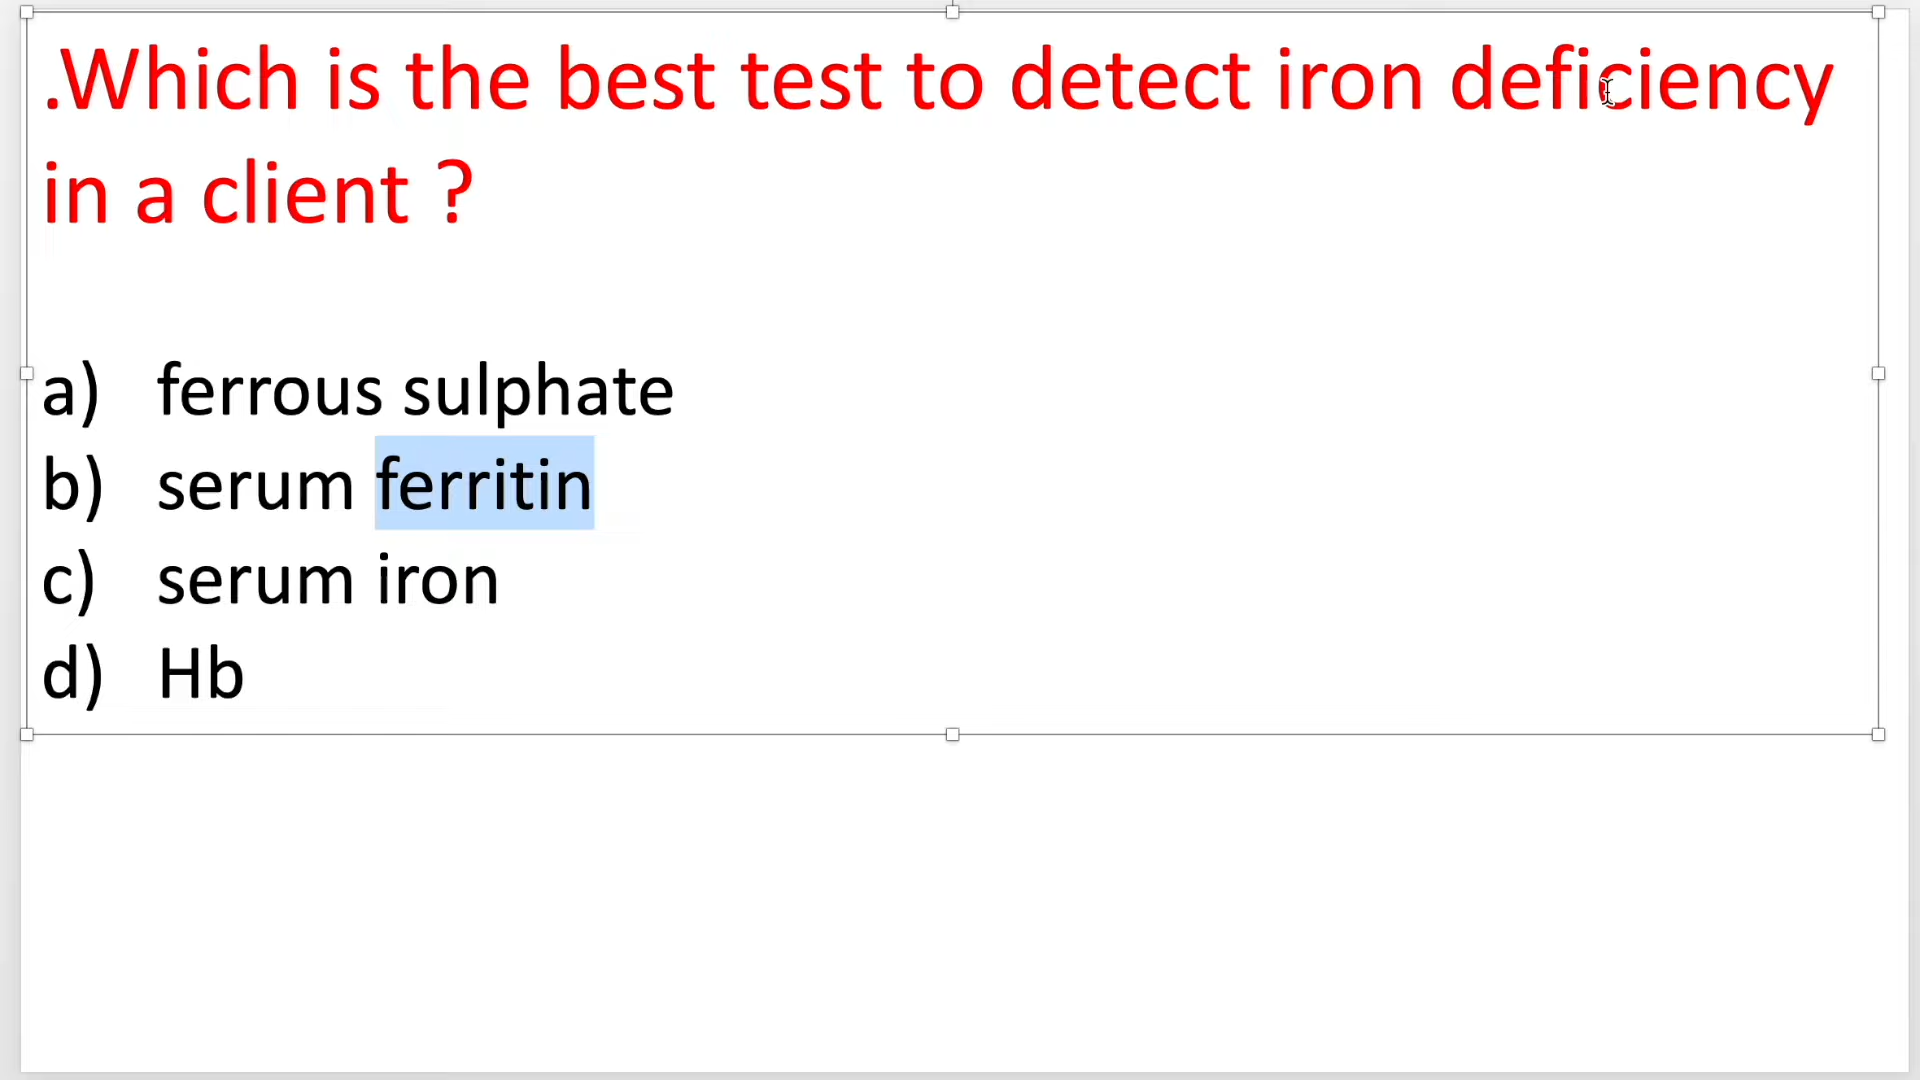 .Which is the best test to detect iron deficiency
in a client ?
a) ferrous sulphate
b) serum ferritin
c) serum iron
d) Hb